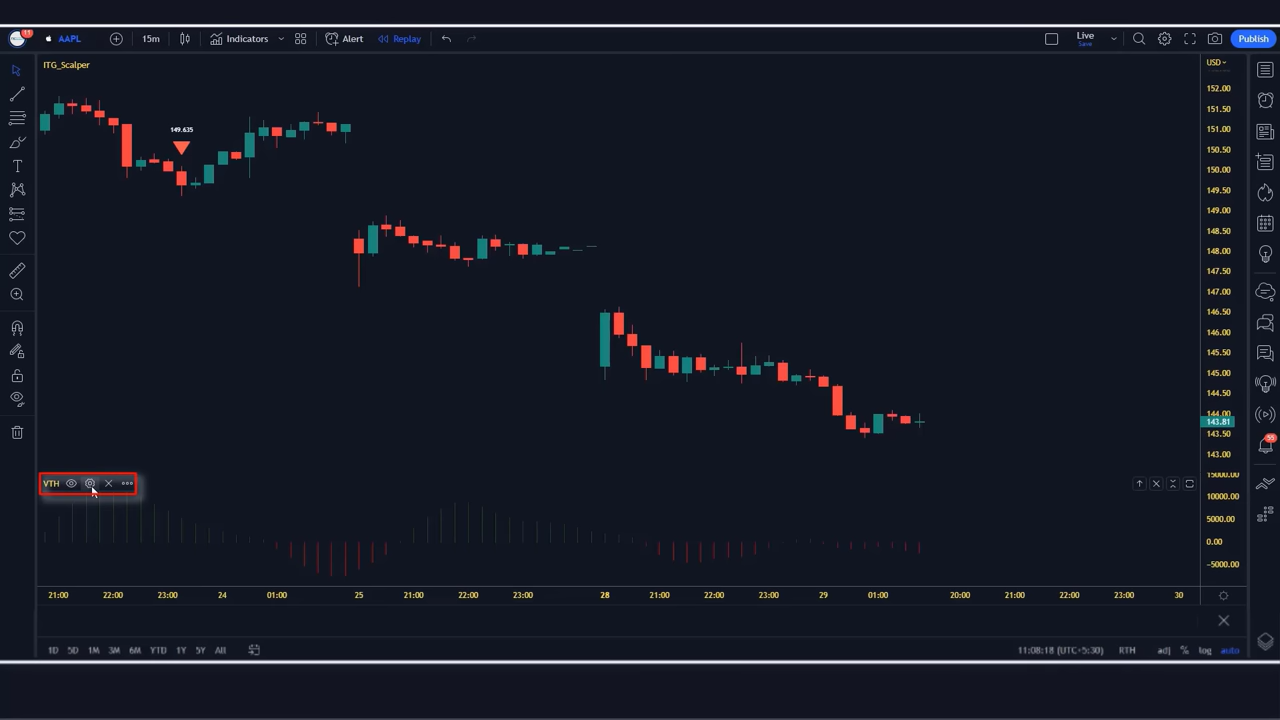 11
AAPL
15m
Indicators
Alert
Replay
Live
Save
Publish
ITG_Scalper
USD
152.00
151.50
151.00
150.50
150.00
149.50
149.00
148.50
148.00
147.50
147.00
146.50
146.00
145.50
145.00
144.50
144.00
143.81
143.50
143.00
149.635
VTH
15000.00
10000.00
5000.00
0.00
−5000.00
55
21:00 22:00 23:00 24 01:00 25 21:00 22:00 23:00 28 21:00 22:00 23:00 29 01:00 20:00 21:00 22:00 23:00 30
1D 5D 1M 3M 6M YTD 1Y 5Y All
11:08:18 (UTC+5:30) RTH adj % log auto